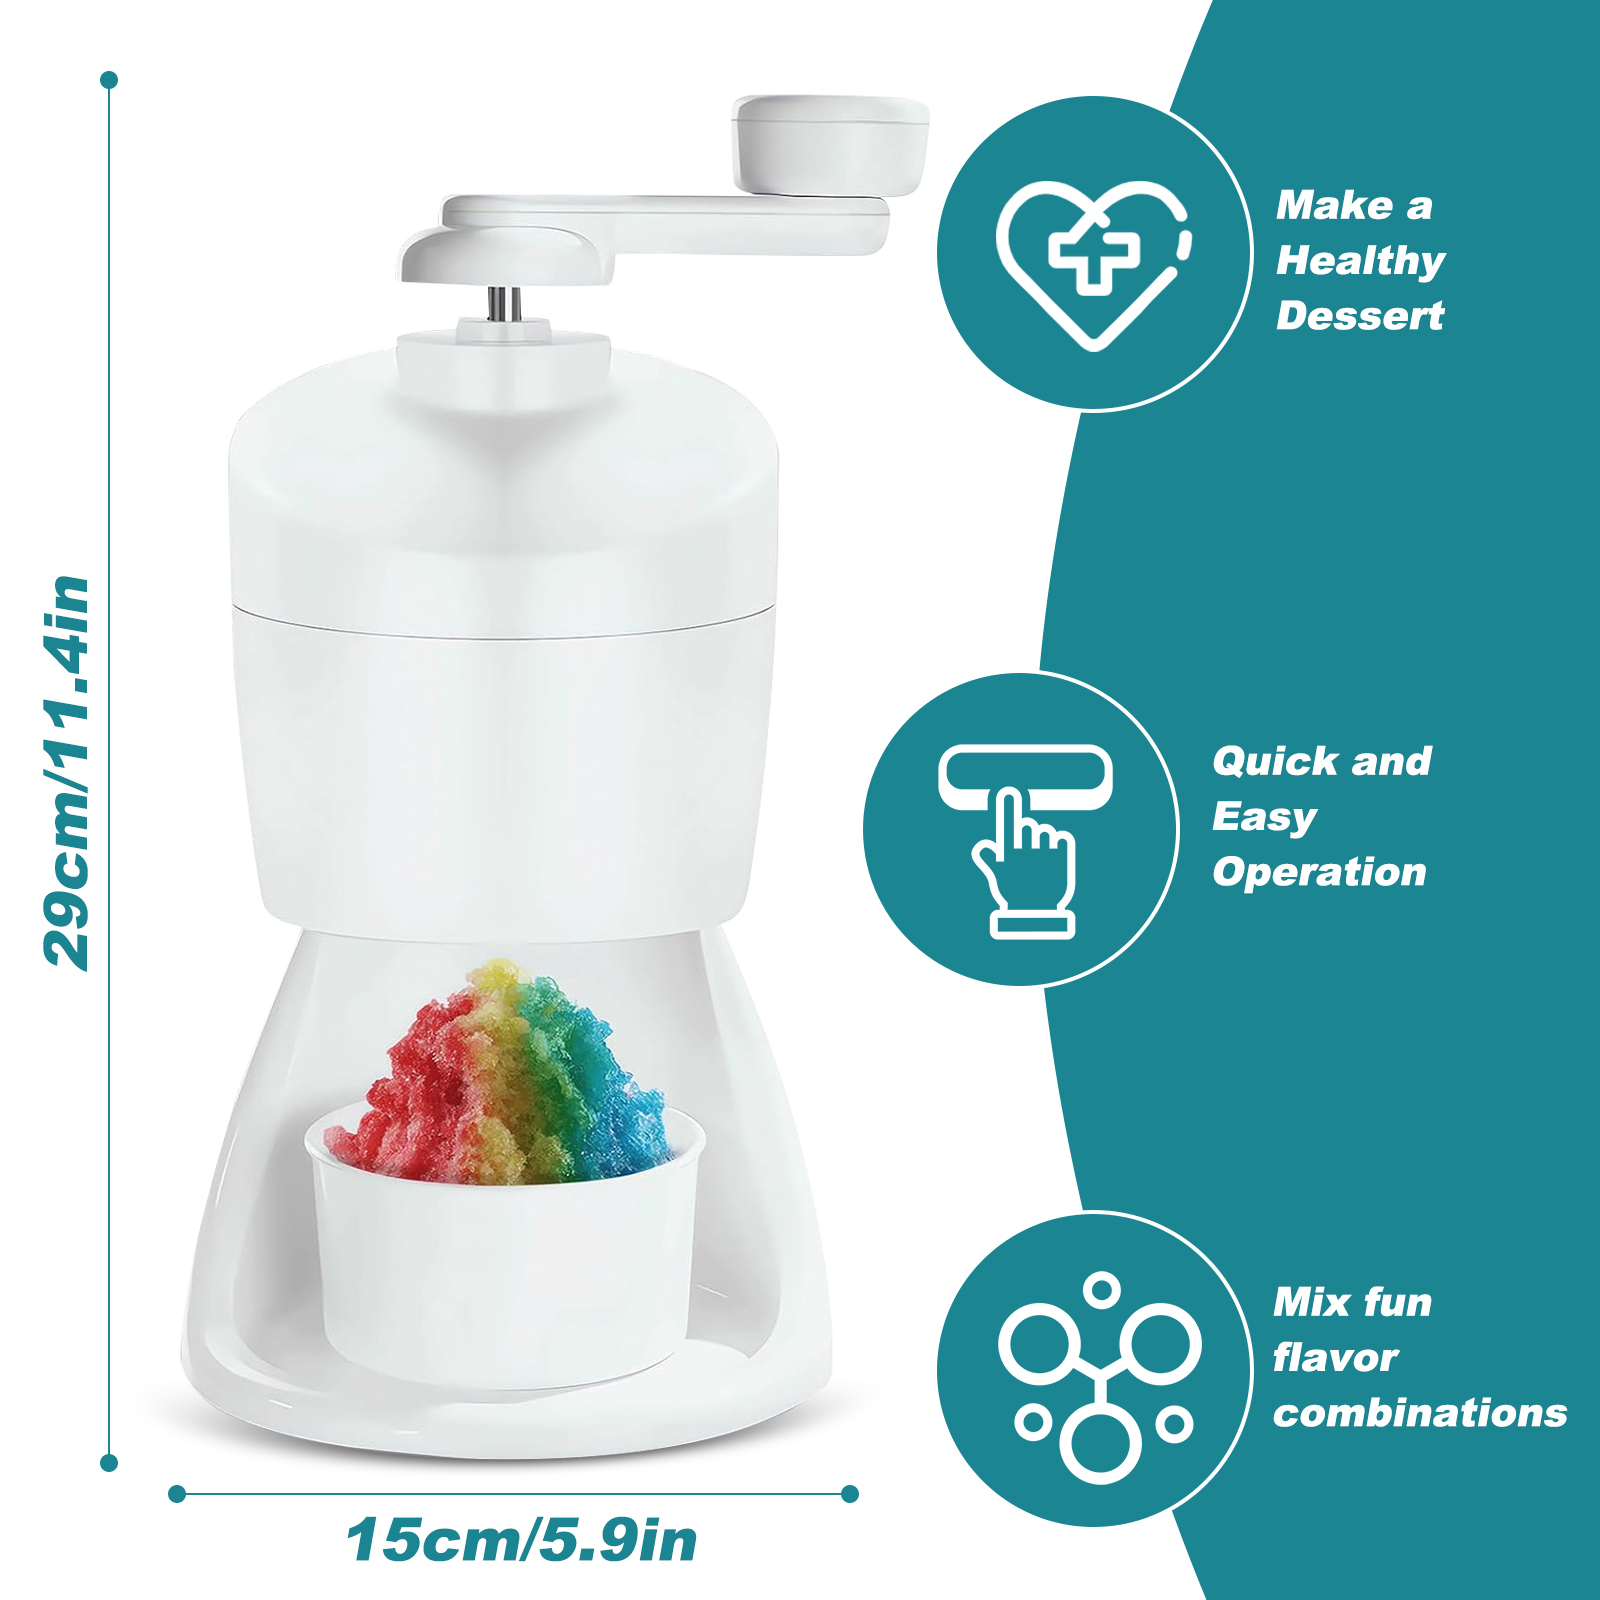 Make a
Healthy
Dessert
Quick and
Easy
Operation
Mix fun
flavor
combinations
29cm/11.4in
15cm/5.9in